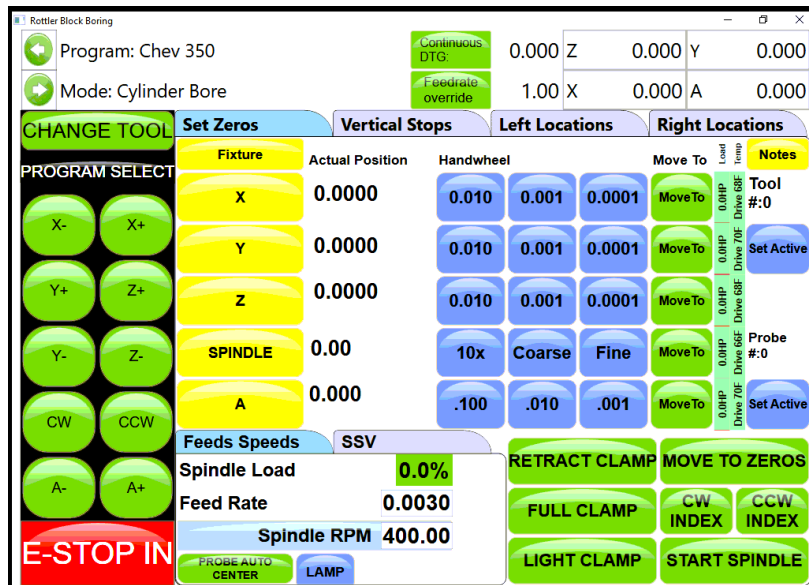 Rottler Block Boring
Program: Chev 350
Continuous DTG:
0.000 Z 0.000 Y 0.000
Mode: Cylinder Bore
Feedrate override
1.00 X 0.000 A 0.000
CHANGE TOOL
Set Zeros Vertical Stops Left Locations Right Locations
PROGRAM SELECT
Fixture Actual Position Handwheel Move To Load Temp Notes
X 0.0000 0.010 0.001 0.0001 MoveTo 0.0HP Drive 68F
Tool #:0
X- X+
Y 0.0000 0.010 0.001 0.0001 MoveTo 0.0HP Drive 70F Set Active
Y+ Z+
Z 0.0000 0.010 0.001 0.0001 MoveTo 0.0HP Drive 68F
Y- Z-
SPINDLE 0.00 10x Coarse Fine MoveTo 0.0HP Drive 66F
Probe #:0
CW CCW
A 0.000 .100 .010 .001 MoveTo 0.0HP Drive 70F Set Active
A- A+
E-STOP IN
Feeds Speeds SSV
Spindle Load 0.0%
Feed Rate 0.0030
Spindle RPM 400.00
PROBE AUTO CENTER
LAMP
RETRACT CLAMP MOVE TO ZEROS
FULL CLAMP
CW INDEX
CCW INDEX
LIGHT CLAMP START SPINDLE